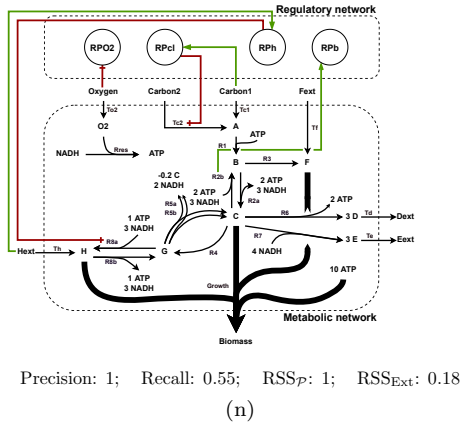 Regulatory network
RPO2 RPcl RPh RPb
Oxygen Carbon2 Carbon1 Fext
To2 Tc2 Tc1 Tf
O2 A
ATP
NADH Rres ATP R1
B R3 F
-0.2 C
2 NADH
R2b
2 ATP
3 NADH
2 ATP
3 NADH
R2a
R5a
R5b
2 ATP
1 ATP
3 NADH
C R6 3 D Td Dext
R7 3 E Te Eext
R8a
Hext Th H G R4 4 NADH
R8b
1 ATP
3 NADH
10 ATP
Growth
Metabolic network
Biomass
Precision: 1; Recall: 0.55; RSS𝒫: 1; RSSExt: 0.18
(n)